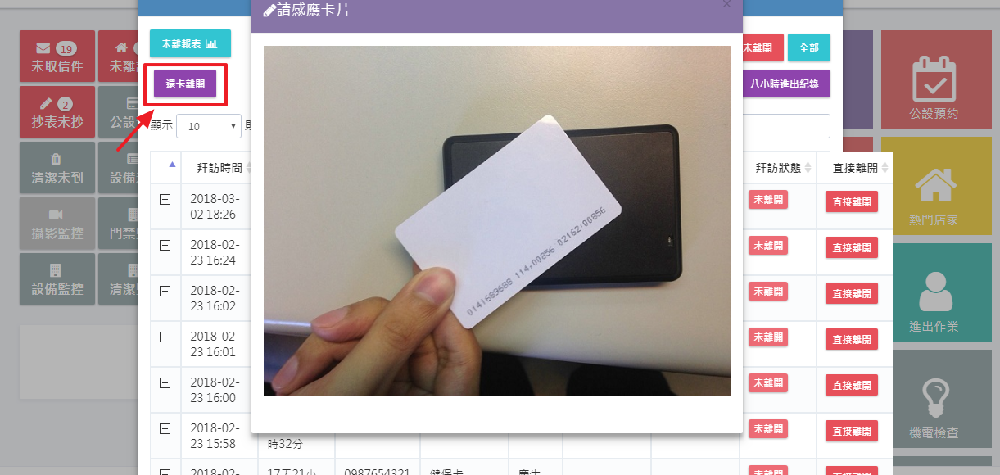 請感應卡片
×
未離報表
未離開
全部
還卡離開
八小時進出紀錄
顯示 10
拜訪時間
拜訪狀態
直接離開
2018-03-
02 18:26
未離開
直接離開
2018-02-
23 16:24
未離開
直接離開
2018-02-
23 16:02
未離開
直接離開
2018-02-
23 16:01
未離開
直接離開
2018-02-
23 16:00
未離開
直接離開
2018-02-
23 15:58
時32分
未離開
直接離開
2018-02-
17天21小
0987654321
健保卡
未離開
直接離開
0141689688 114,00856 02162:00856
19
未取信件
未離
2
抄表未抄
公設
清潔未到
設備
攝影監控
門禁
設備監控
清潔
公設預約
熱門店家
進出作業
機電檢查